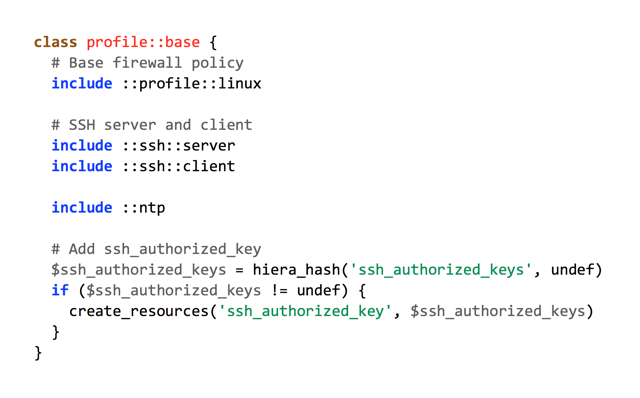 class profile::base {
  # Base firewall policy
  include ::profile::linux

  # SSH server and client
  include ::ssh::server
  include ::ssh::client

  include ::ntp

  # Add ssh_authorized_key
  $ssh_authorized_keys = hiera_hash('ssh_authorized_keys', undef)
  if ($ssh_authorized_keys != undef) {
    create_resources('ssh_authorized_key', $ssh_authorized_keys)
  }
}